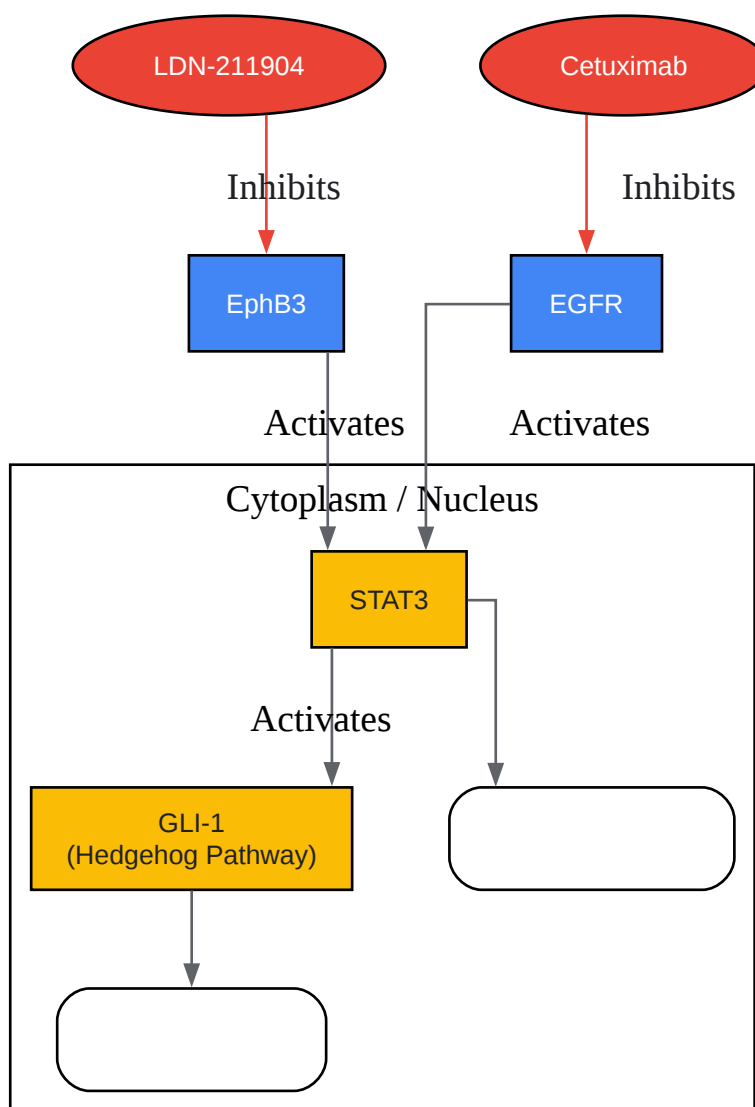 LDN-211904
Cetuximab
Inhibits
Inhibits
EphB3
EGFR
Activates
Activates
Cytoplasm / Nucleus
STAT3
Activates
GLI-1
(Hedgehog Pathway)